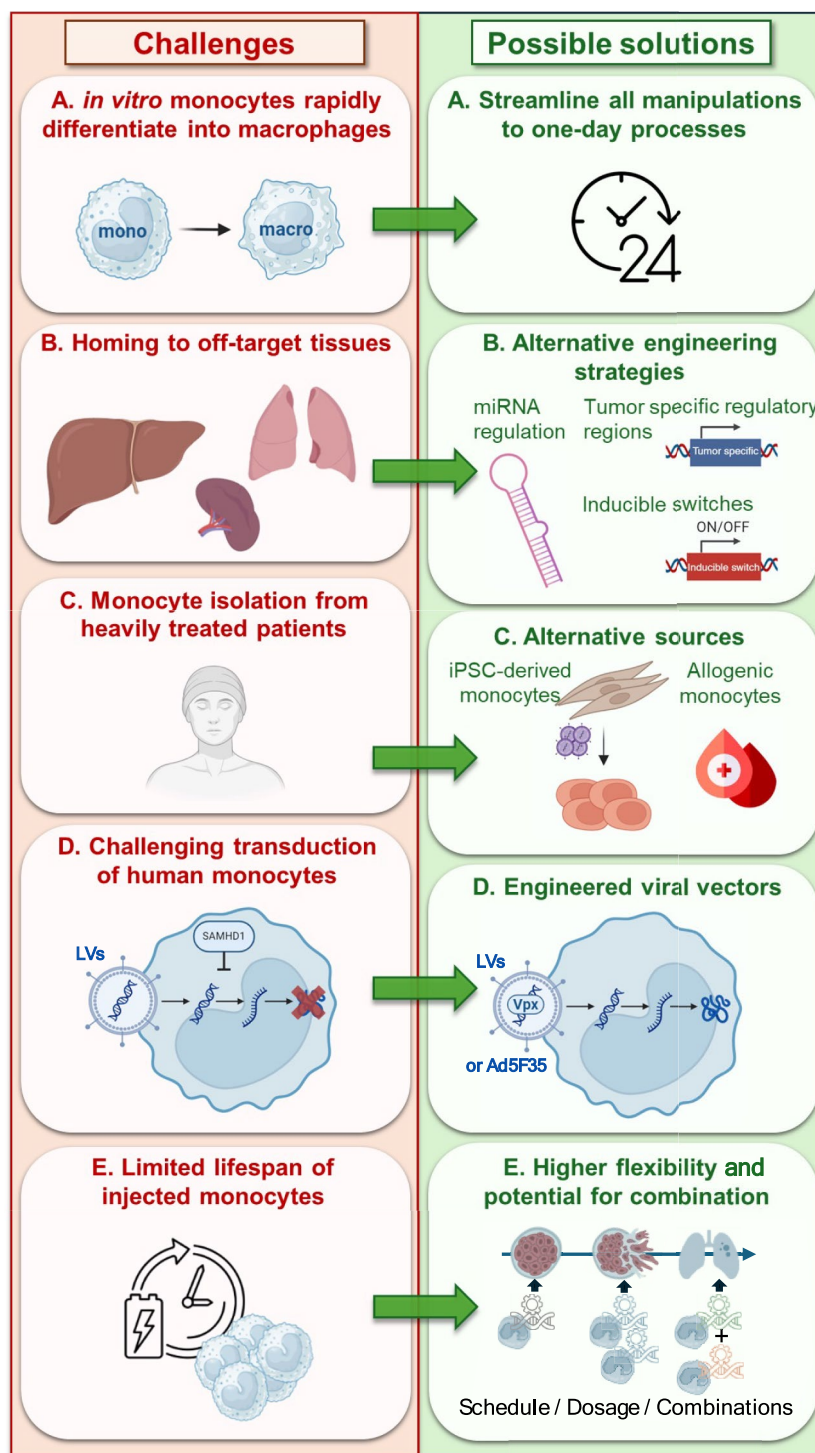 Challenges
Possible solutions
A. in vitro monocytes rapidly
differentiate into macrophages
mono
macro
A. Streamline all manipulations
to one-day processes
24
B. Homing to off-target tissues
B. Alternative engineering
strategies
miRNA
regulation
Tumor specific regulatory
regions
Tumor specific
Inducible switches
ON/OFF
Inducible switch
C. Monocyte isolation from
heavily treated patients
C. Alternative sources
iPSC-derived
monocytes
Allogenic
monocytes
D. Challenging transduction
of human monocytes
SAMHD1
LVs
D. Engineered viral vectors
LVs
Vpx
or Ad5F35
E. Limited lifespan of
injected monocytes
E. Higher flexibility and
potential for combination
+
Schedule / Dosage / Combinations